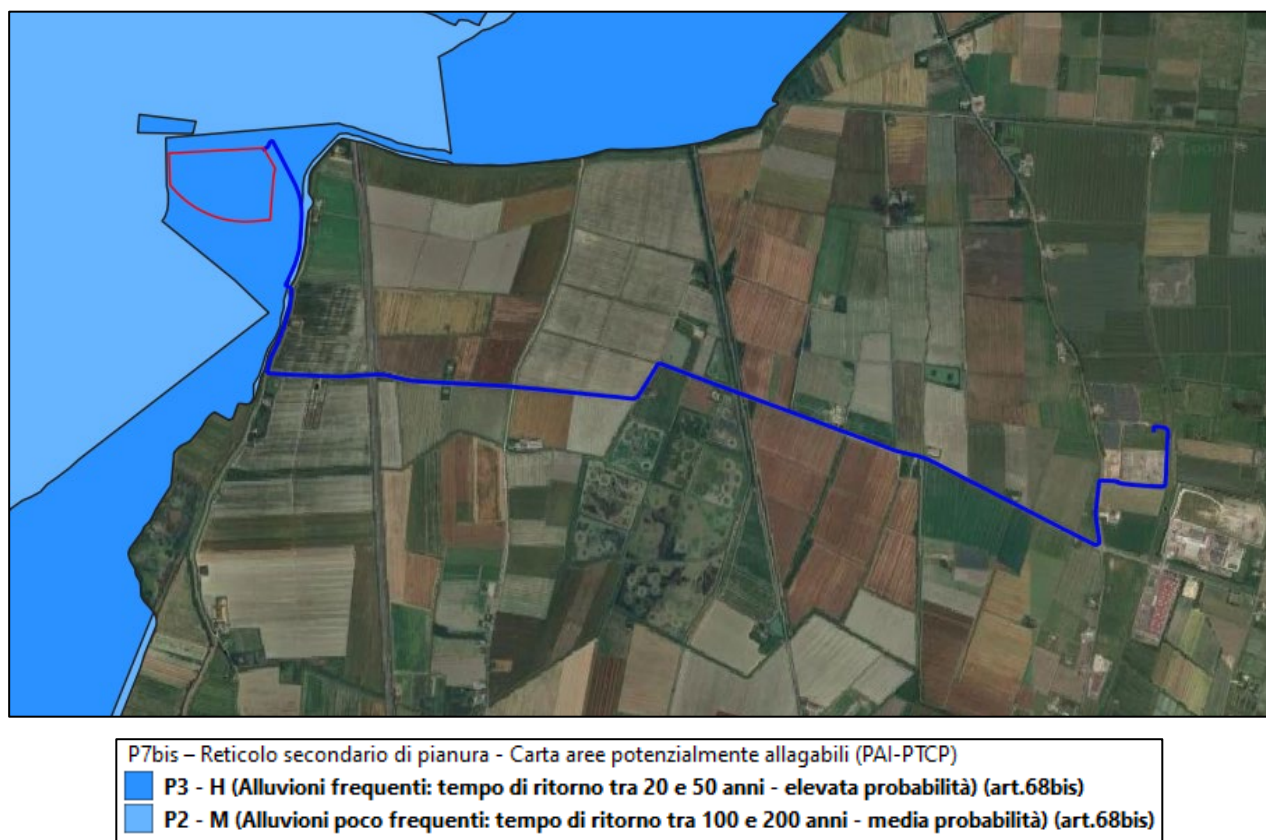 P7bis – Reticolo secondario di pianura - Carta aree potenzialmente allagabili (PAI-PTCP)
P3 - H (Alluvioni frequenti: tempo di ritorno tra 20 e 50 anni - elevata probabilità) (art.68bis)
P2 - M (Alluvioni poco frequenti: tempo di ritorno tra 100 e 200 anni - media probabilità) (art.68bis)